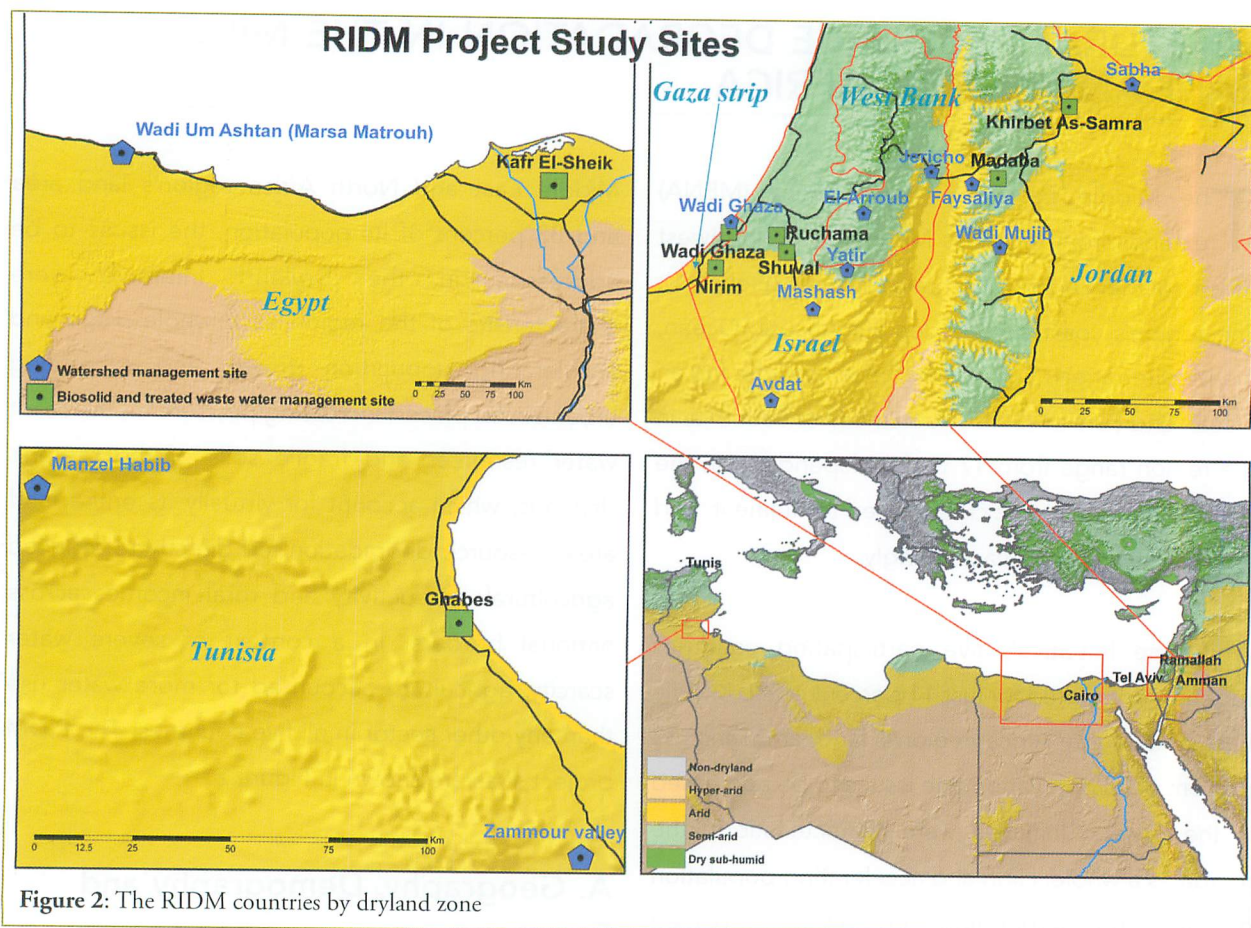 RIDM Project Study Sites
Wadi Um Ashtan (Marsa Matrouh)
Kafr El-Sheik
Egypt
Watershed management site
Biosolid and treated waste water management site
0 25 50 75 100 Km
Gaza strip
West Bank
Sabha
Khirbet As-Samra
Jericho
Madaba
Wadi Ghaza
El-Arroub
Faysaliya
Ruchama
Wadi Ghaza
Shuval
Yatir
Wadi Mujib
Nirim
Mashash
Jordan
Israel
Avdat
0 25 50 75 100 Km
Manzel Habib
Ghabes
Tunisia
Zammour valley
0 12.5 25 50 75 100 Km
Tunis
Ramallah
Tel Aviv
Amman
Cairo
Non-dryland
Hyper-arid
Arid
Semi-arid
Dry sub-humid
Figure 2: The RIDM countries by dryland zone